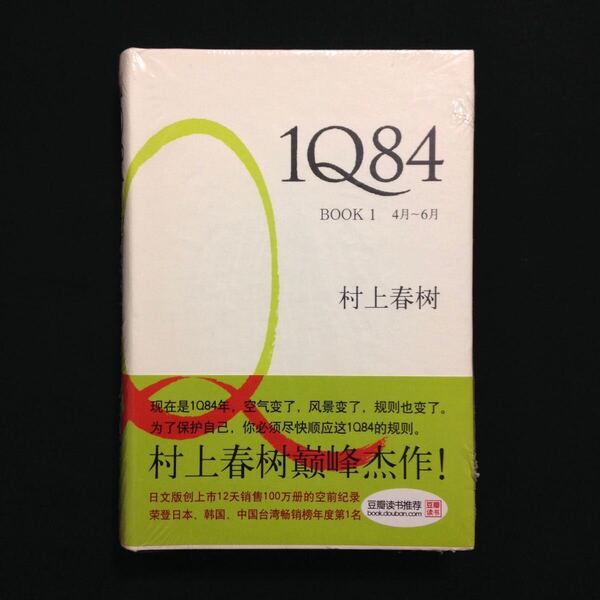 1Q84
BOOK 1 4月~6月
村上春树
现在是1Q84年，空气变了，风景变了，规则也变了。
为了保护自己，你必须尽快顺应这1Q84的规则。
村上春树巅峰杰作！
日文版创上市12天销售100万册的空前纪录
荣登日本、韩国、中国台湾畅销榜年度第1名
豆瓣读书推荐
book.douban.com
豆瓣
读书